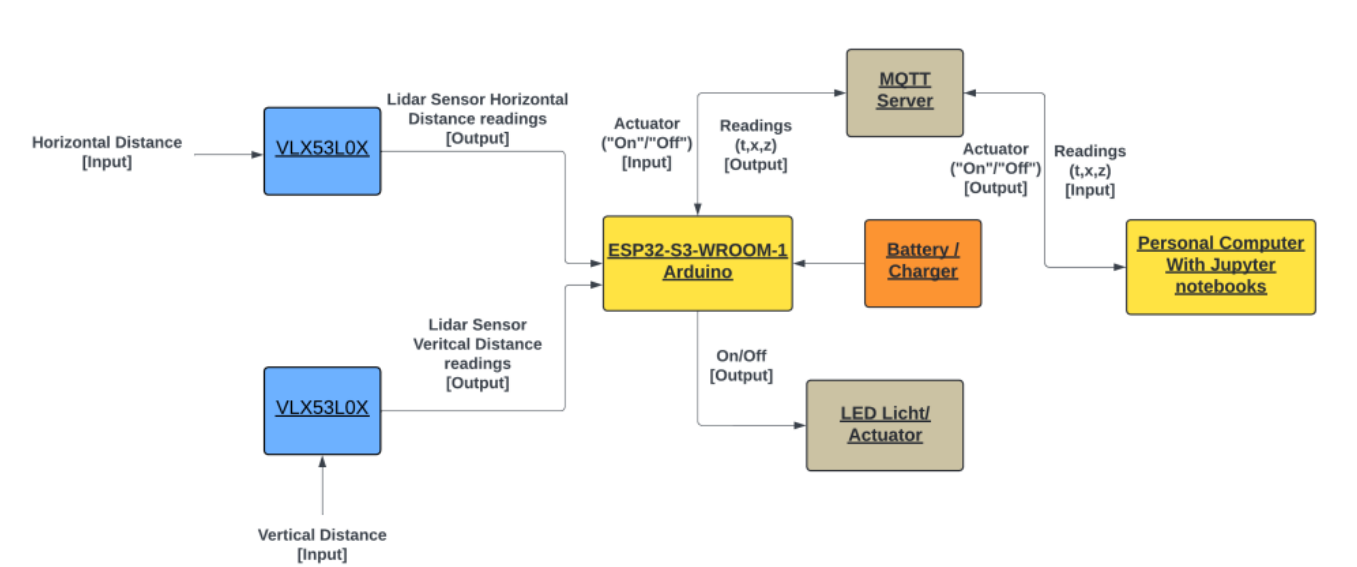 Horizontal Distance
[Input]
VLX53L0X
Lidar Sensor Horizontal
Distance readings
[Output]
Actuator
("On"/"Off")
[Input]
Readings
(t,x,z)
[Output]
MQTT
Server
Actuator
("On"/"Off")
[Output]
Readings
(t,x,z)
[Input]
ESP32-S3-WROOM-1
Arduino
Battery /
Charger
Personal Computer
With Jupyter
notebooks
Lidar Sensor
Veritcal Distance
readings
[Output]
On/Off
[Output]
VLX53L0X
LED Licht/
Actuator
Vertical Distance
[Input]